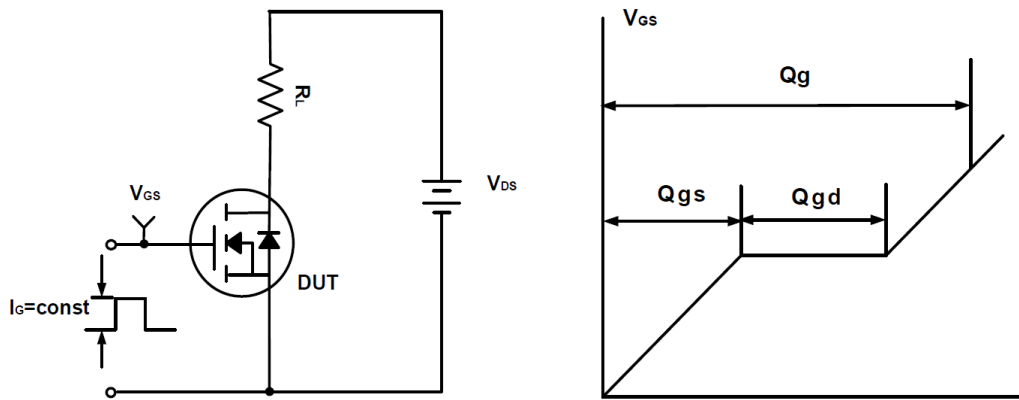 RL
VGS
VDS
DUT
IG=const
VGS
Qg
Qgs
Qgd